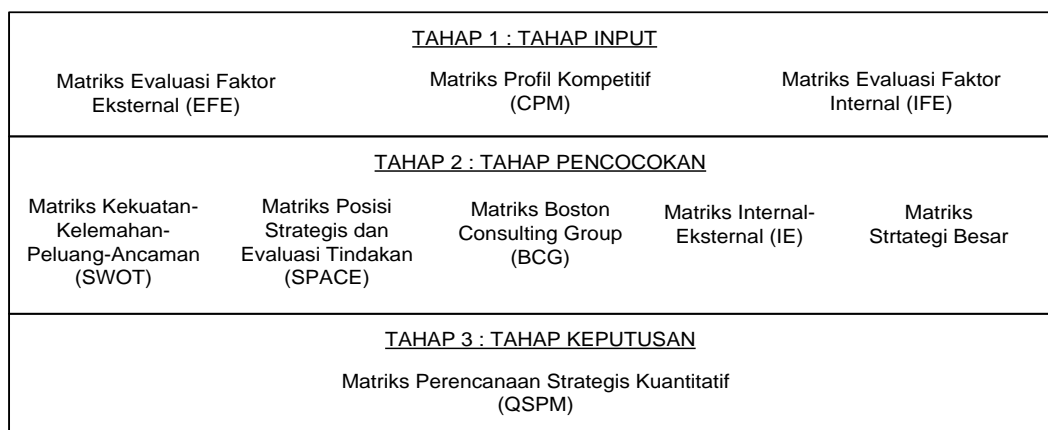 TAHAP 1 : TAHAP INPUT
Matriks Evaluasi Faktor
Eksternal (EFE)
Matriks Profil Kompetitif
(CPM)
Matriks Evaluasi Faktor
Internal (IFE)
TAHAP 2 : TAHAP PENCOCOKAN
Matriks Kekuatan-
Kelemahan-
Peluang-Ancaman
(SWOT)
Matriks Posisi
Strategis dan
Evaluasi Tindakan
(SPACE)
Matriks Boston
Consulting Group
(BCG)
Matriks Internal-
Eksternal (IE)
Matriks
Strtategi Besar
TAHAP 3 : TAHAP KEPUTUSAN
Matriks Perencanaan Strategis Kuantitatif
(QSPM)